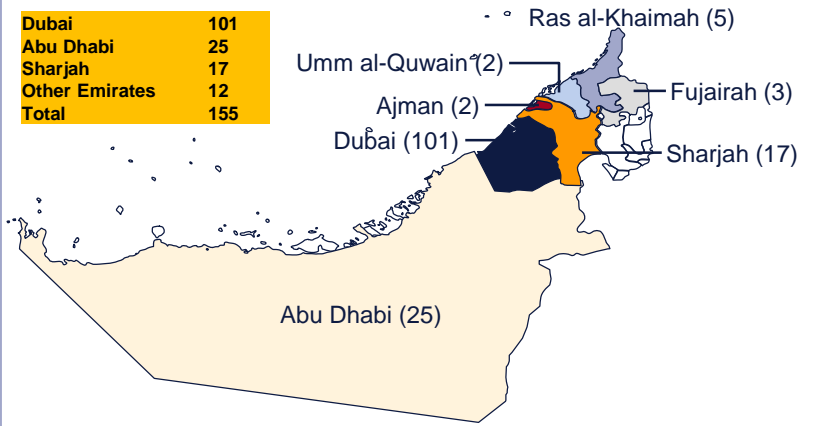 Dubai 101
Abu Dhabi 25
Sharjah 17
Other Emirates 12
Total 155
Ras al-Khaimah (5)
Umm al-Quwain (2)
Fujairah (3)
Ajman (2)
Dubai (101)
Sharjah (17)
Abu Dhabi (25)